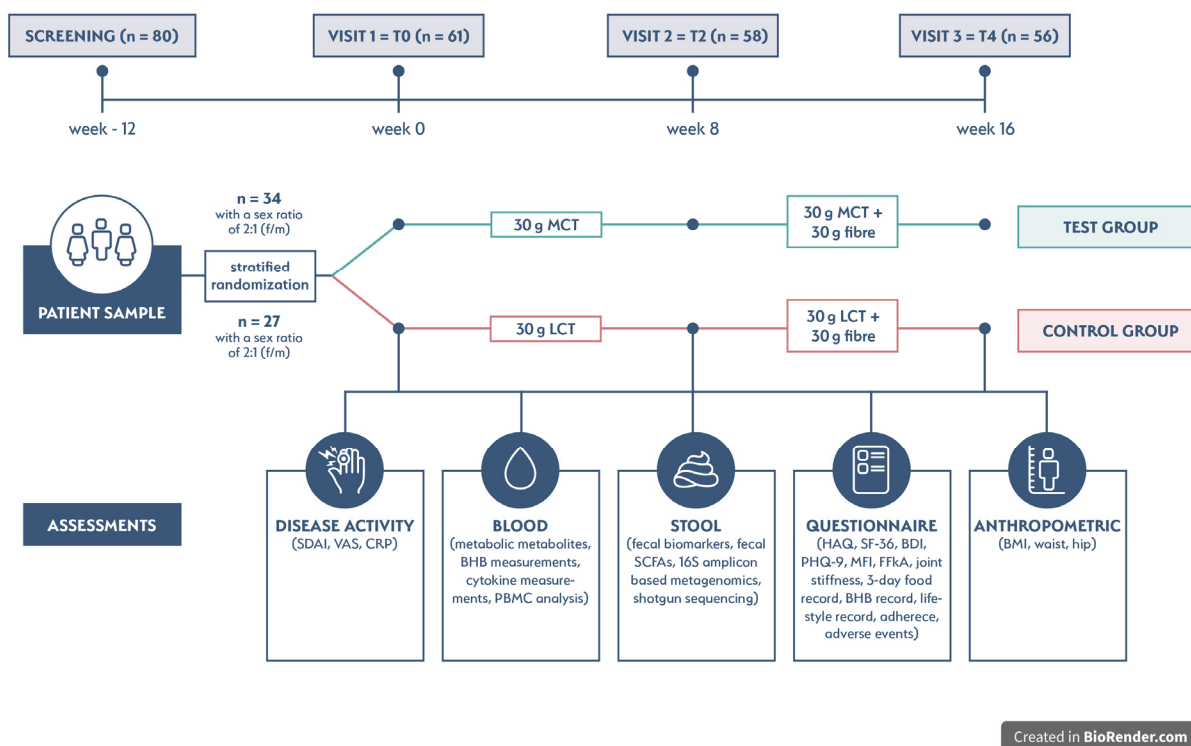 SCREENING (n = 80)
VISIT 1 = T0 (n = 61)
VISIT 2 = T2 (n = 58)
VISIT 3 = T4 (n = 56)
week - 12
week 0
week 8
week 16
n = 34
with a sex ratio
of 2:1 (f/m)
stratified
randomization
n = 27
with a sex ratio
of 2:1 (f/m)
PATIENT SAMPLE
30 g MCT
30 g MCT +
30 g fibre
TEST GROUP
30 g LCT
30 g LCT +
30 g fibre
CONTROL GROUP
ASSESSMENTS
DISEASE ACTIVITY
(SDAI, VAS, CRP)
BLOOD
(metabolic metabolites,
BHB measurements,
cytokine measure-
ments, PBMC analysis)
STOOL
(fecal biomarkers, fecal
SCFAs, 16S amplicon
based metagenomics,
shotgun sequencing)
QUESTIONNAIRE
(HAQ, SF-36, BDI,
PHQ-9, MFI, FFkA, joint
stiffness, 3-day food
record, BHB record, life-
style record, adherece,
adverse events)
ANTHROPOMETRIC
(BMI, waist, hip)
Created in BioRender.com